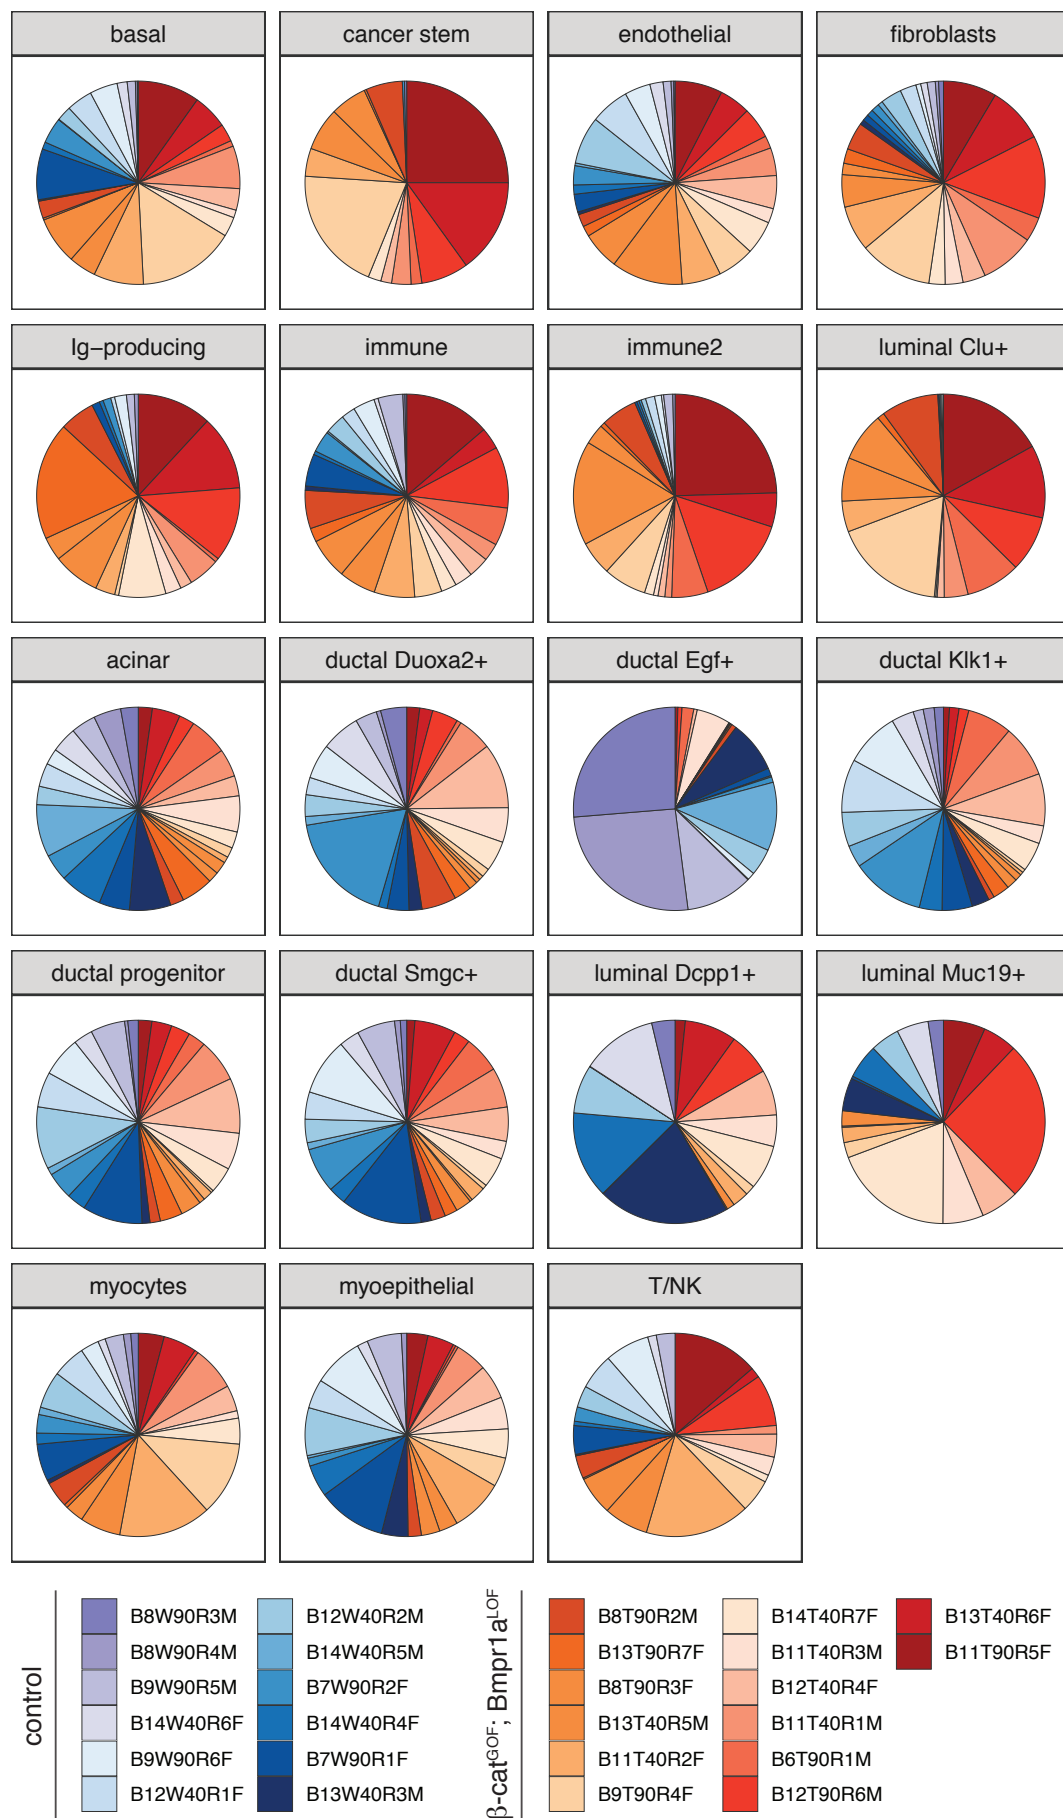 basal
cancer stem
endothelial
fibroblasts
Ig−producing
immune
immune2
luminal Clu+
acinar
ductal Duoxa2+
ductal Egf+
ductal Klk1+
ductal progenitor
ductal Smgc+
luminal Dcpp1+
luminal Muc19+
myocytes
myoepithelial
T/NK
control
B8W90R3M
B8W90R4M
B9W90R5M
B14W40R6F
B9W90R6F
B12W40R1F
B12W40R2M
B14W40R5M
B7W90R2F
B14W40R4F
B7W90R1F
B13W40R3M
β-catGOF; Bmpr1aLOF
B8T90R2M
B13T90R7F
B8T90R3F
B13T40R5M
B11T40R2F
B9T90R4F
B14T40R7F
B11T40R3M
B12T40R4F
B11T40R1M
B6T90R1M
B12T90R6M
B13T40R6F
B11T90R5F